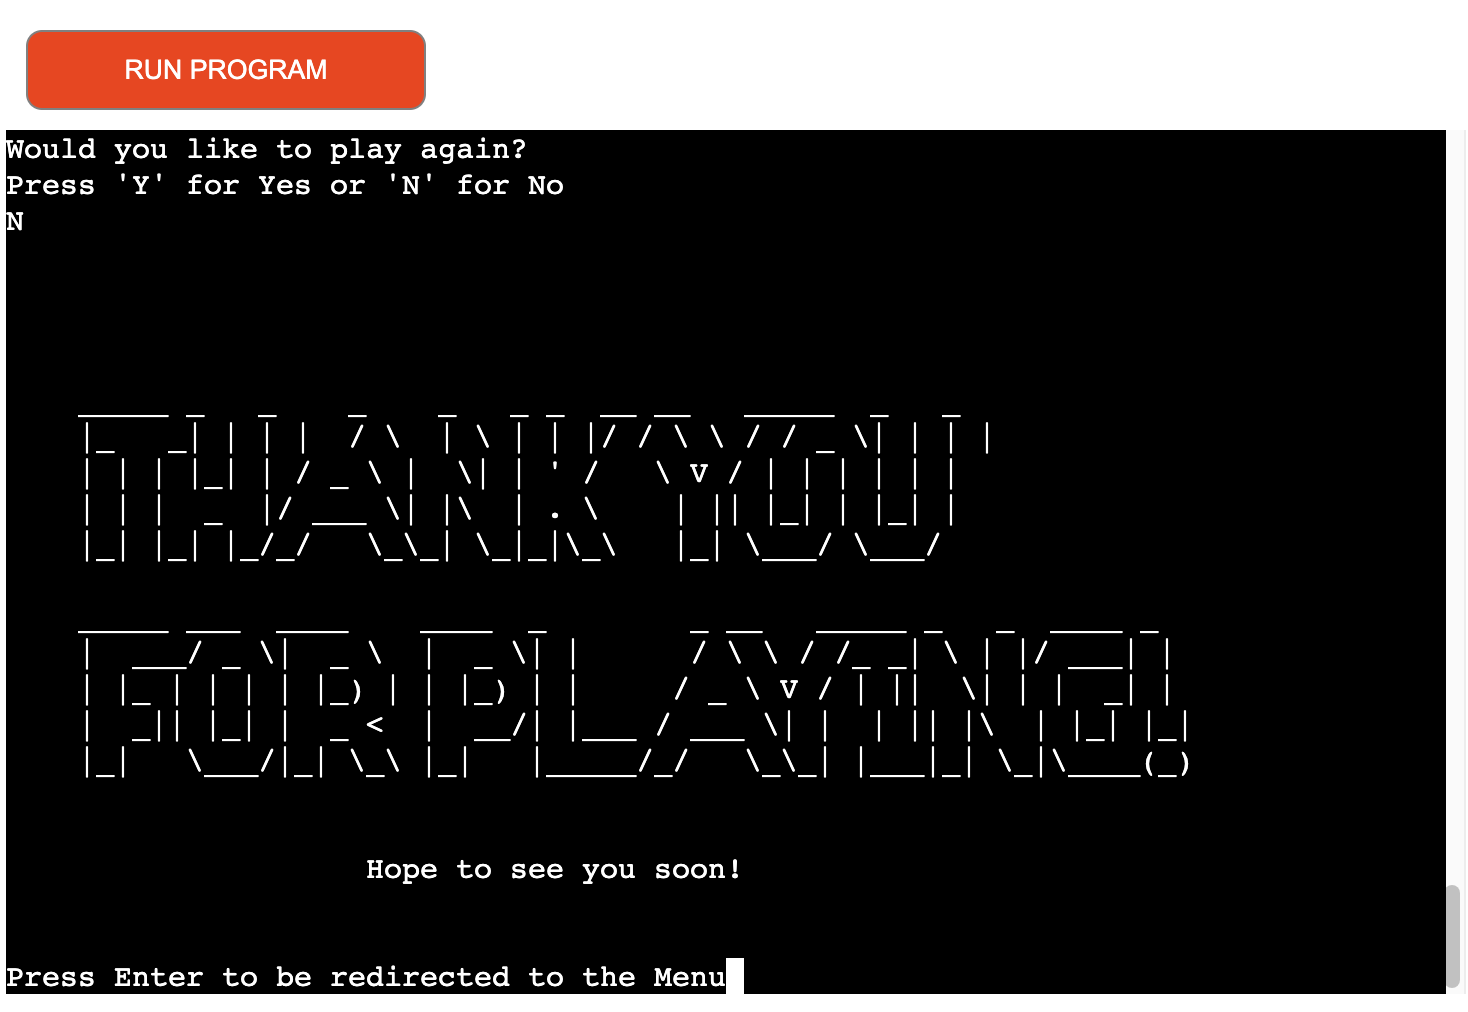 RUN PROGRAM
Would you like to play again?
Press 'Y' for Yes or 'N' for No
N
THANK YOU
FOR PLAYING!
Hope to see you soon!
Press Enter to be redirected to the Menu